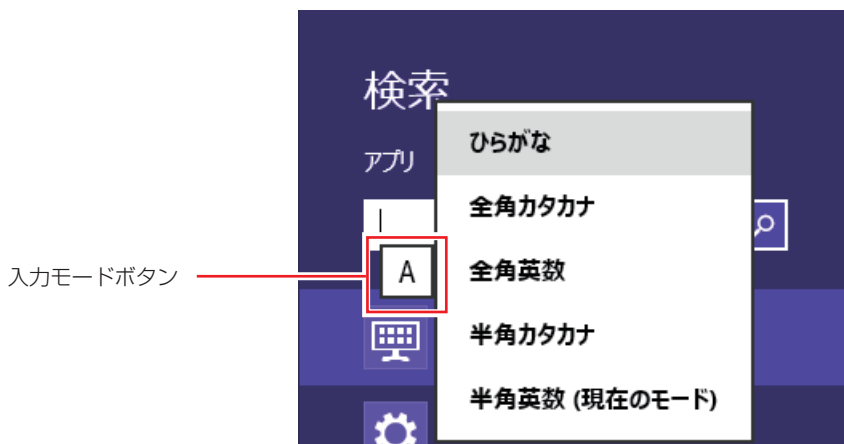 検索
アプリ
ひらがな
全角カタカナ
全角英数
半角カタカナ
半角英数 (現在のモード)
A
入力モードボタン